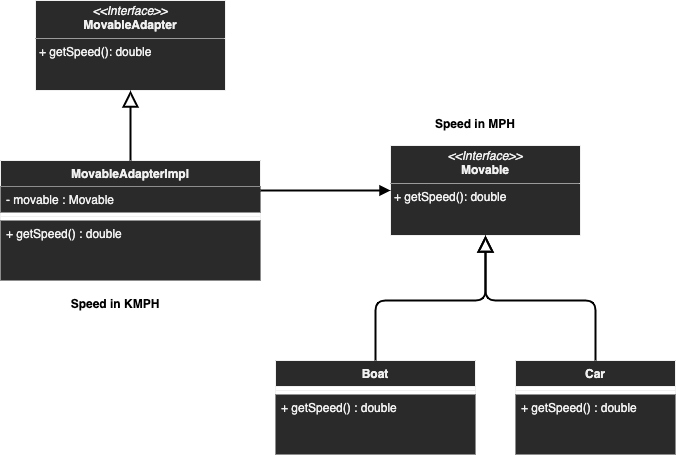 <<Interface>>
MovableAdapter
+ getSpeed(): double
MovableAdapterImpl
- movable : Movable
+ getSpeed() : double
Speed in KMPH
Speed in MPH
<<Interface>>
Movable
+ getSpeed(): double
Boat
+ getSpeed() : double
Car
+ getSpeed() : double